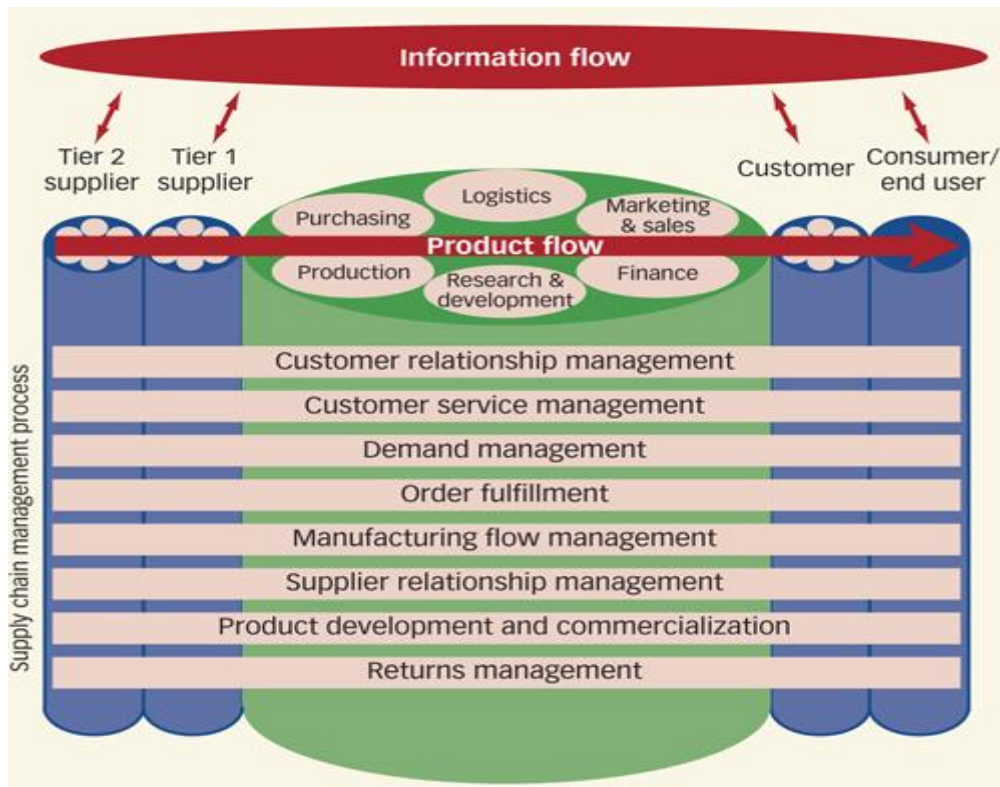 Information flow
Tier 2
supplier
Tier 1
supplier
Customer
Consumer/
end user
Logistics
Purchasing
Marketing
& sales
Product flow
Production
Research &
development
Finance
Supply chain management process
Customer relationship management
Customer service management
Demand management
Order fulfillment
Manufacturing flow management
Supplier relationship management
Product development and commercialization
Returns management